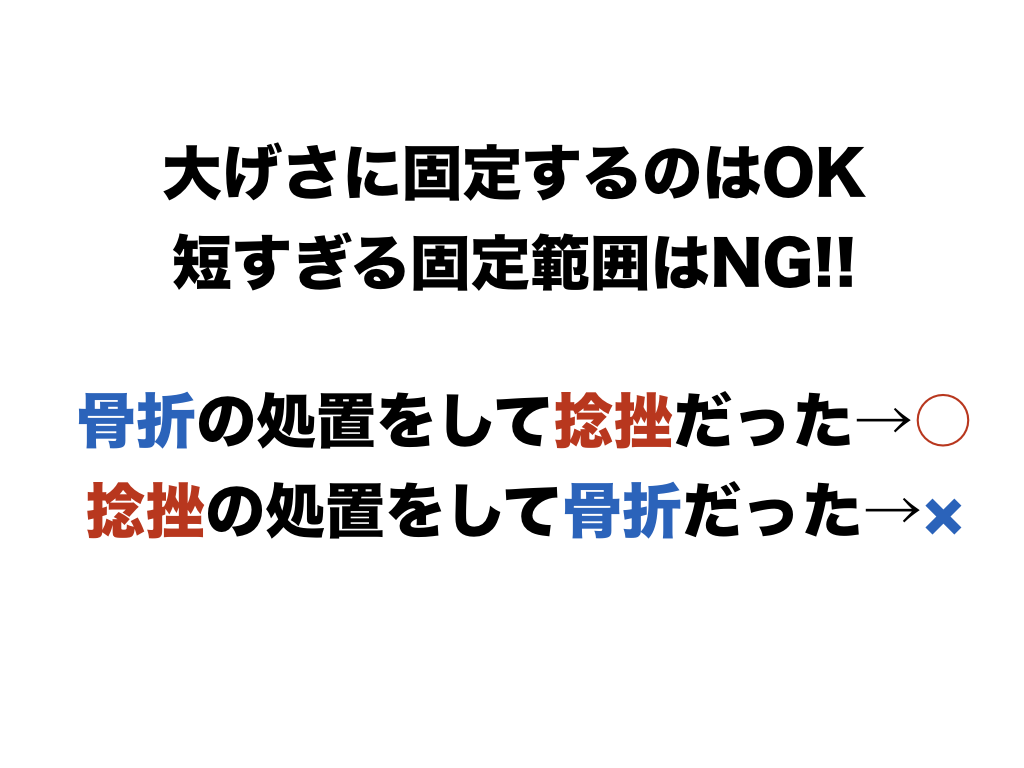 大げさに固定するのはOK
短すぎる固定範囲はNG!!
骨折の処置をして捻挫だった→○
捻挫の処置をして骨折だった→×